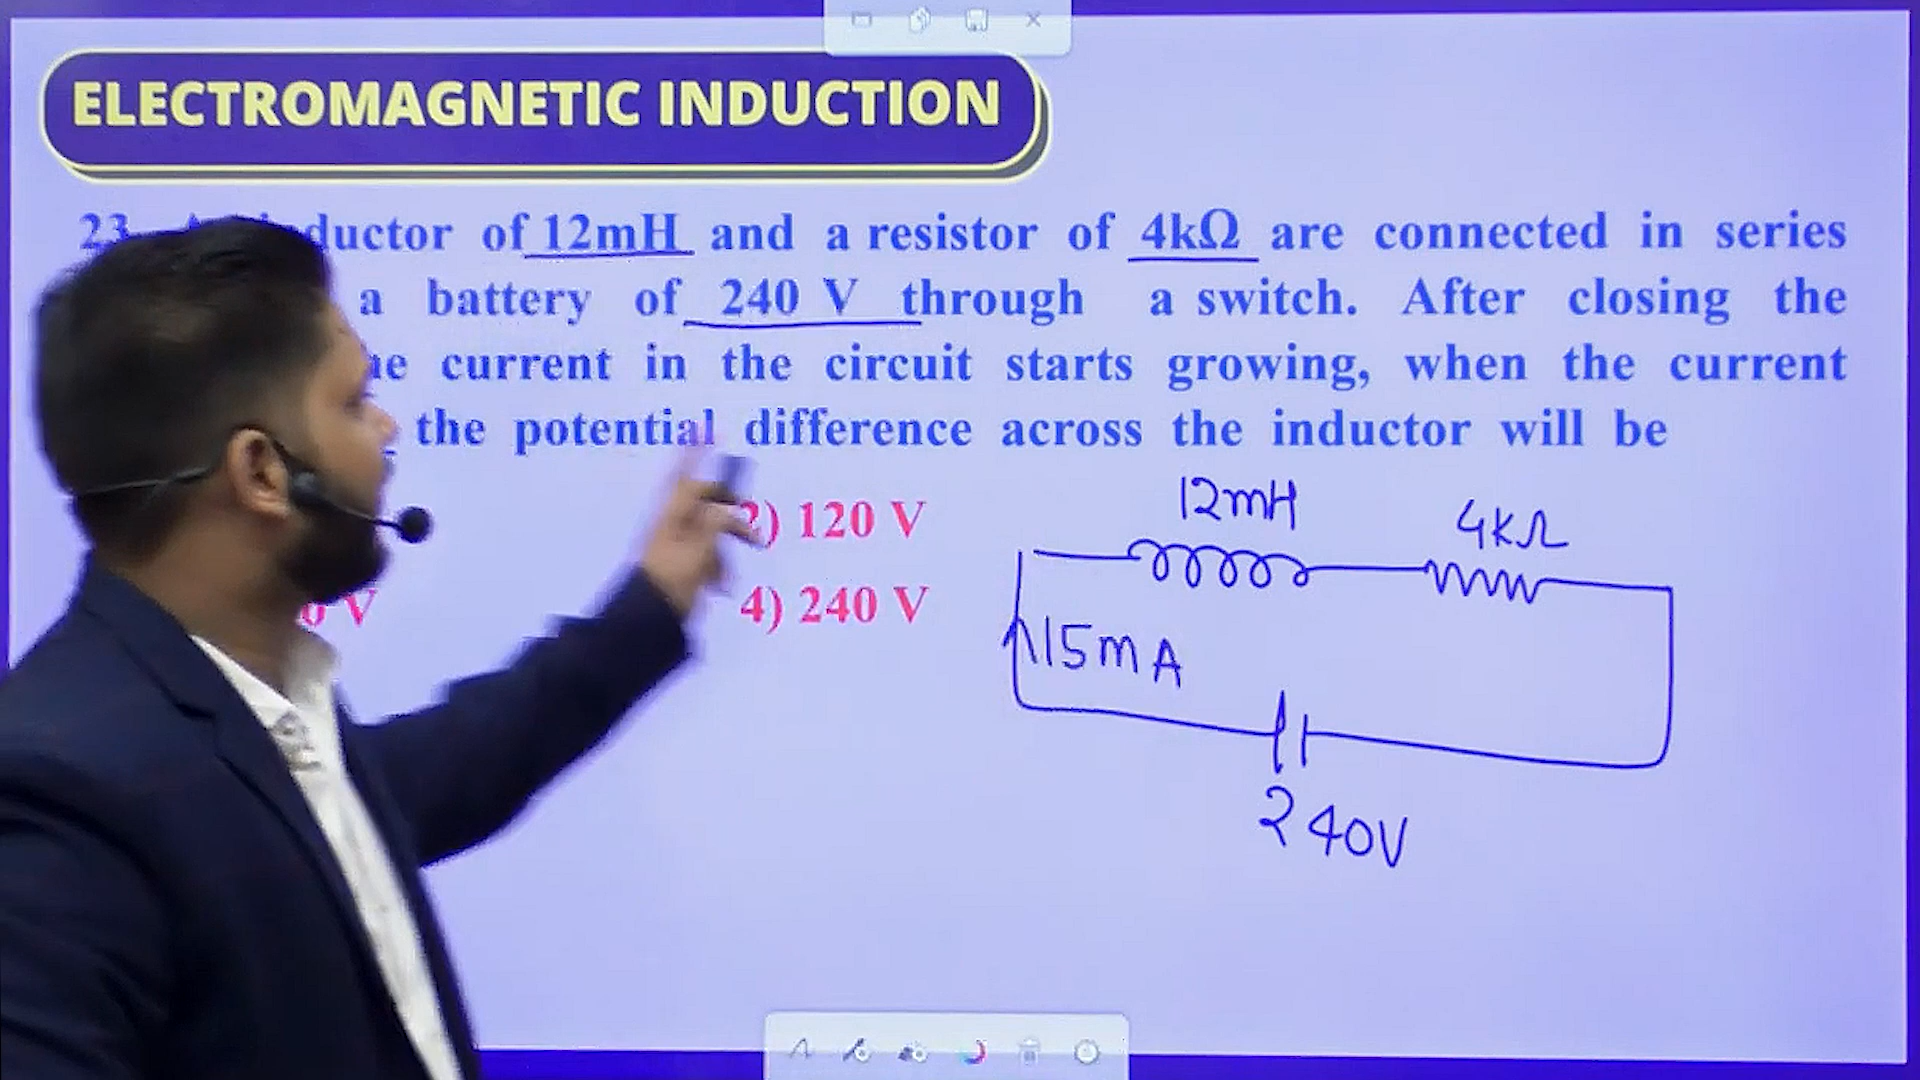 ELECTROMAGNETIC INDUCTION
of 12mH and a resistor of 4kΩ are connected in series
a battery of 240 V through a switch. After closing the
current in the circuit starts growing, when the current
the potential difference across the inductor will be
2) 120 V
V
4) 240 V
12mH
4kΩ
15mA
240V